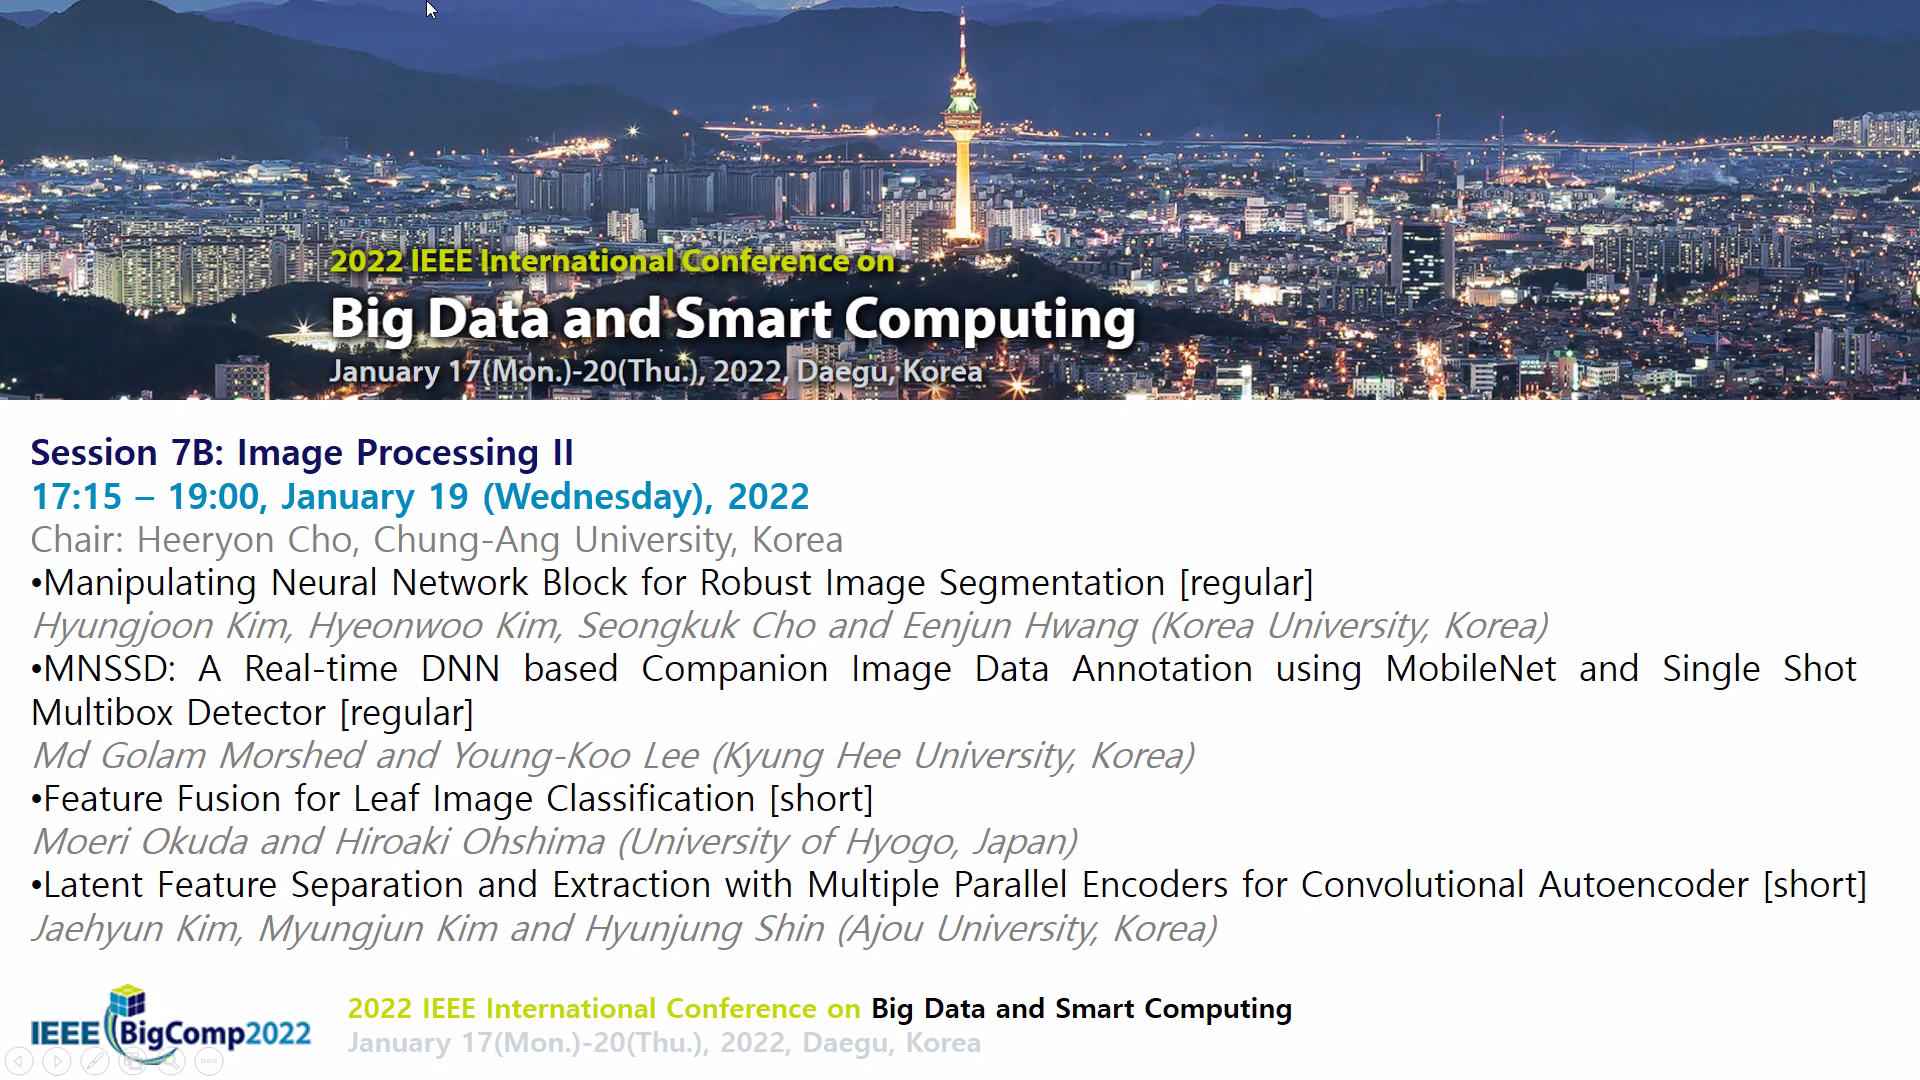 2022 IEEE International Conference on
Big Data and Smart Computing
January 17(Mon.)-20(Thu.), 2022, Daegu, Korea
Session 7B: Image Processing II
17:15 – 19:00, January 19 (Wednesday), 2022
Chair: Heeryon Cho, Chung-Ang University, Korea
•Manipulating Neural Network Block for Robust Image Segmentation [regular]
Hyungjoon Kim, Hyeonwoo Kim, Seongkuk Cho and Eenjun Hwang (Korea University, Korea)
•MNSSD: A Real-time DNN based Companion Image Data Annotation using MobileNet and Single Shot
Multibox Detector [regular]
Md Golam Morshed and Young-Koo Lee (Kyung Hee University, Korea)
•Feature Fusion for Leaf Image Classification [short]
Moeri Okuda and Hiroaki Ohshima (University of Hyogo, Japan)
•Latent Feature Separation and Extraction with Multiple Parallel Encoders for Convolutional Autoencoder [short]
Jaehyun Kim, Myungjun Kim and Hyunjung Shin (Ajou University, Korea)
IEEE BigComp2022
2022 IEEE International Conference on Big Data and Smart Computing
January 17(Mon.)-20(Thu.), 2022, Daegu, Korea